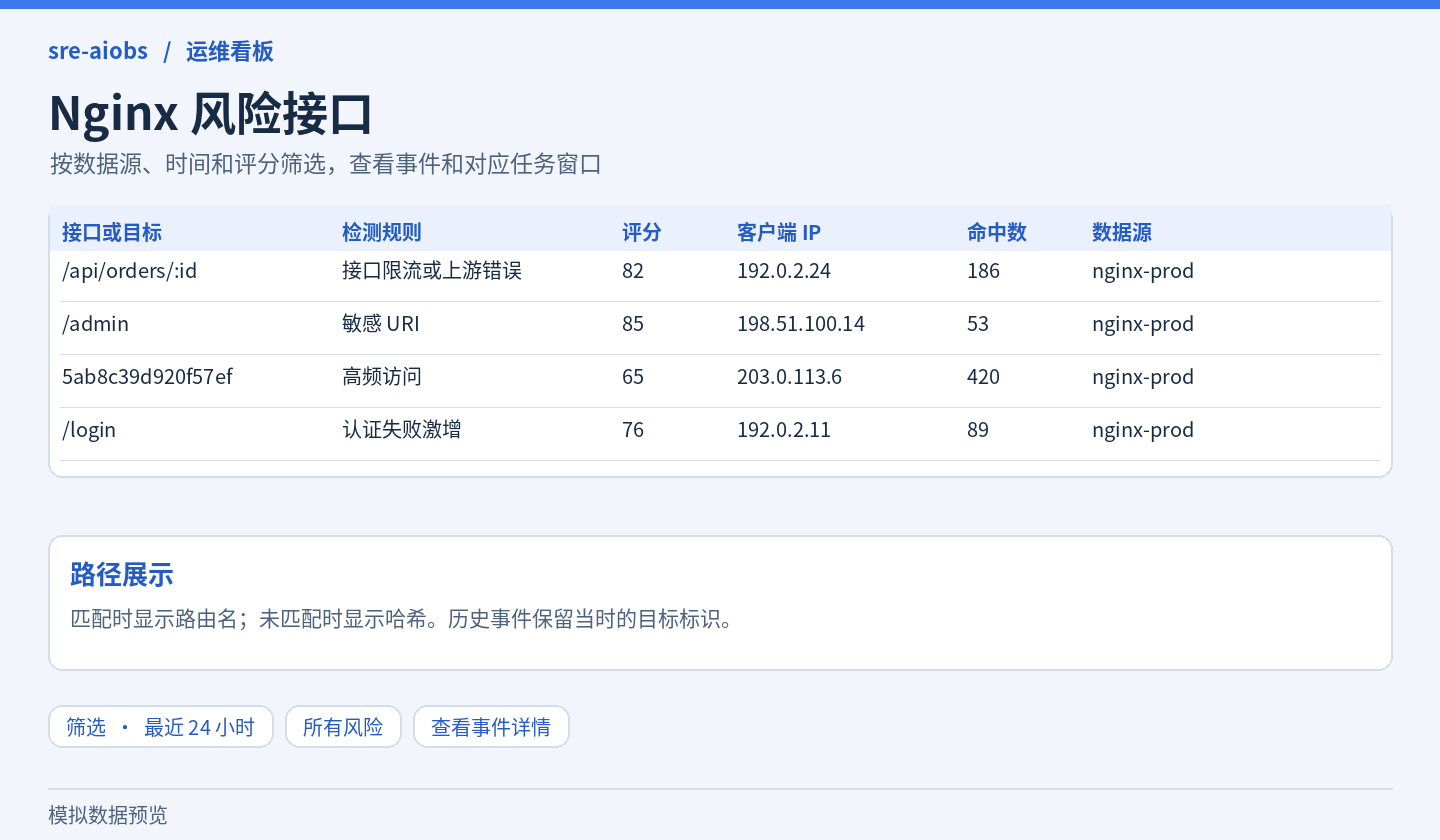 sre-aiobs / 运维看板
Nginx 风险接口
按数据源、时间和评分筛选，查看事件和对应任务窗口
接口或目标 检测规则 评分 客户端 IP 命中数 数据源
/api/orders/:id 接口限流或上游错误 82 192.0.2.24 186 nginx-prod
/admin 敏感 URI 85 198.51.100.14 53 nginx-prod
5ab8c39d920f57ef 高频访问 65 203.0.113.6 420 nginx-prod
/login 认证失败激增 76 192.0.2.11 89 nginx-prod
路径展示
匹配时显示路由名；未匹配时显示哈希。历史事件保留当时的目标标识。
筛选 · 最近 24 小时 所有风险 查看事件详情
模拟数据预览